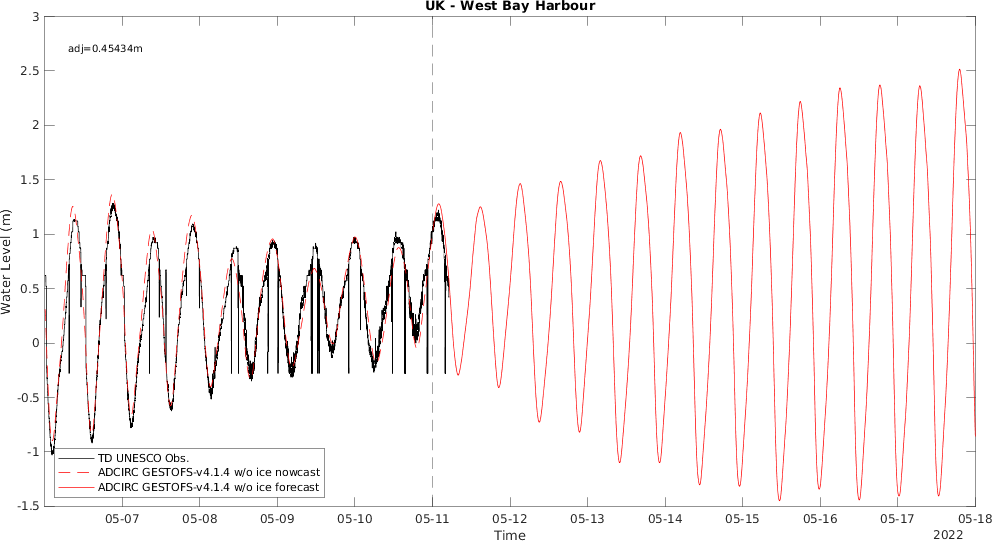 UK - West Bay Harbour
adj=0.45434m
Water Level (m)
3
2.5
2
1.5
1
0.5
0
-0.5
-1
-1.5
TD UNESCO Obs.
ADCIRC GESTOFS-v4.1.4 w/o ice nowcast
ADCIRC GESTOFS-v4.1.4 w/o ice forecast
05-07 05-08 05-09 05-10 05-11 05-12 05-13 05-14 05-15 05-16 05-17 05-18
Time
2022